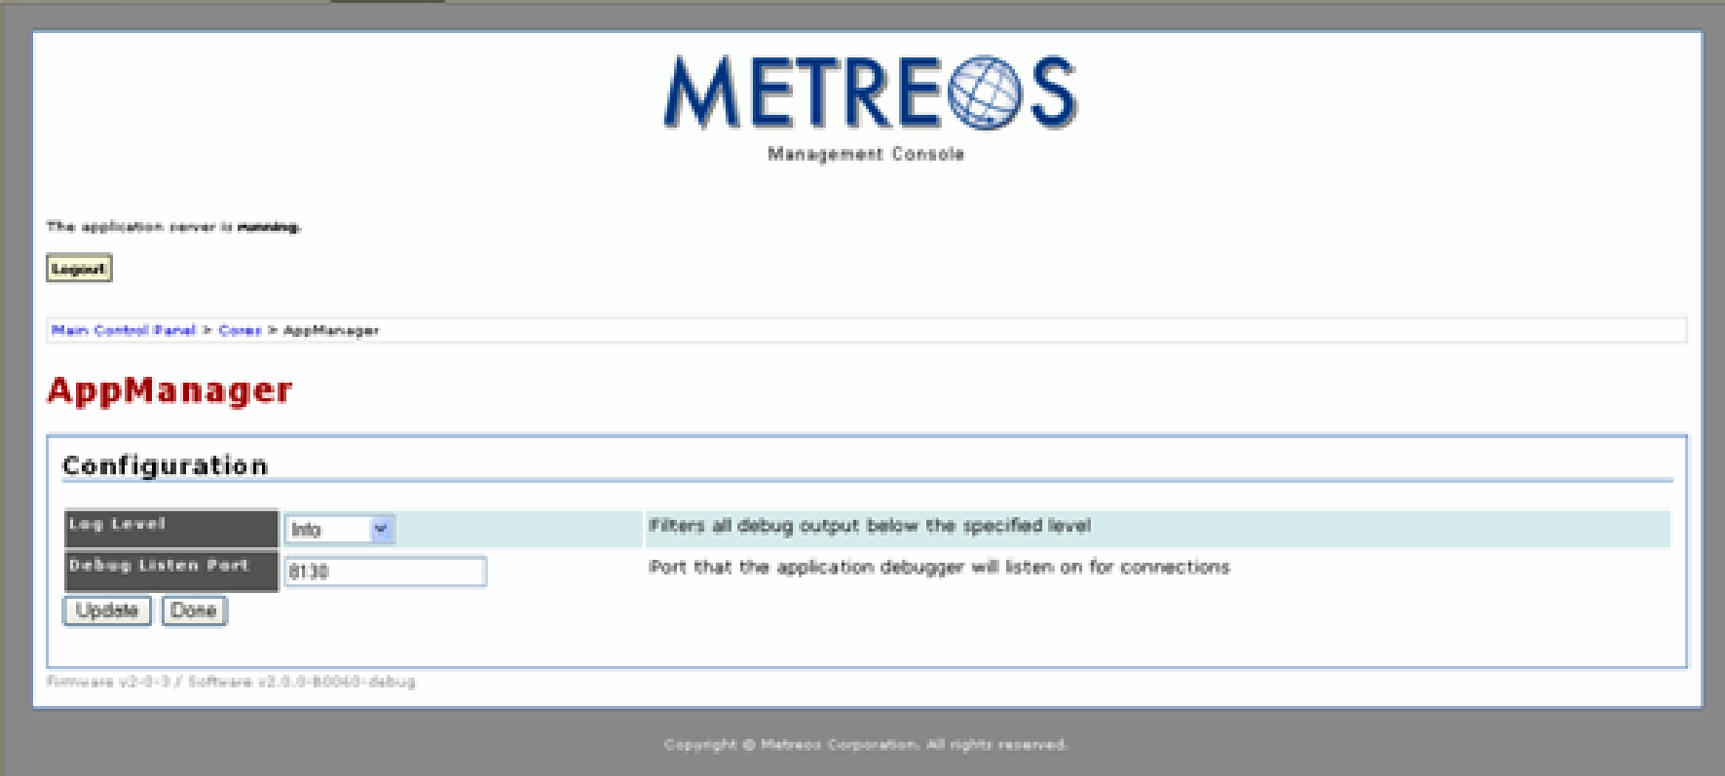 METREOS
Management Console
The application server is running.
Logout
Main Control Panel > Cores > AppManager
AppManager
Configuration
Log Level Info Filters all debug output below the specified level
Debug Listen Port 8130 Port that the application debugger will listen on for connections
Update Done
Firmware v2-0-3 / Software v2.0.0-B0060-debug
Copyright © Metreos Corporation. All rights reserved.